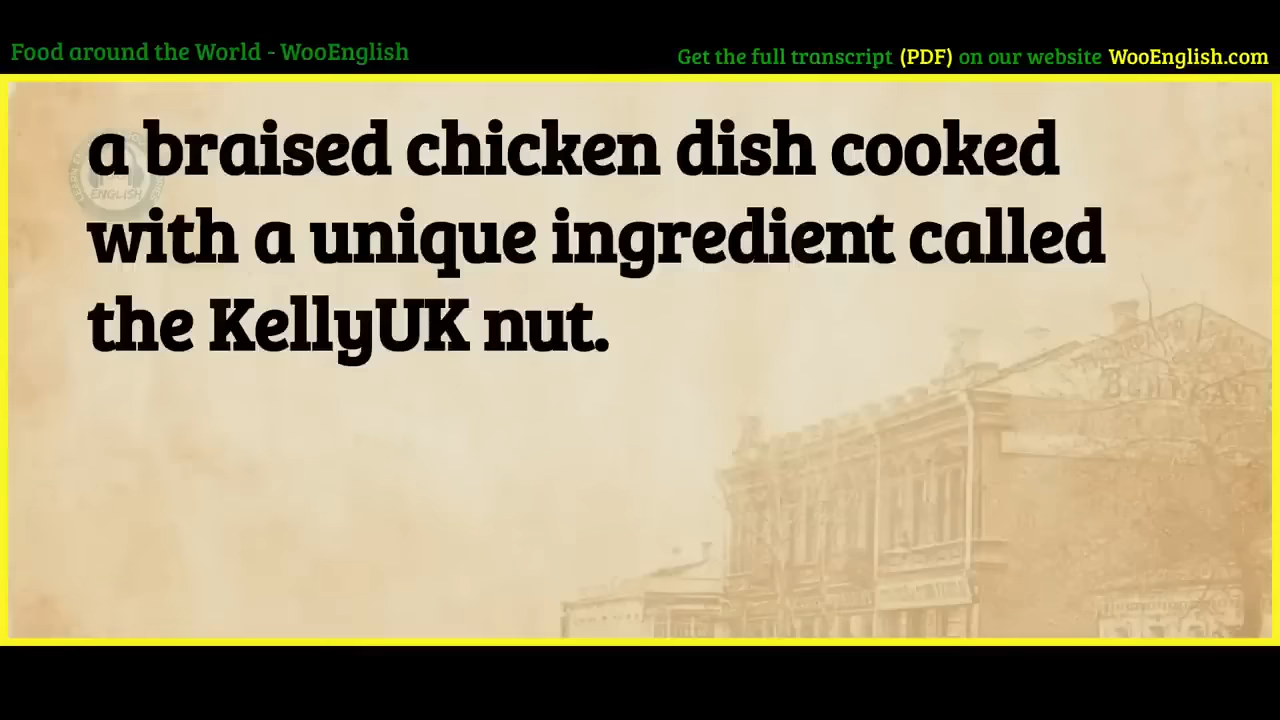 Food around the World - WooEnglish
Get the full transcript (PDF) on our website WooEnglish.com
a braised chicken dish cooked
with a unique ingredient called
the KellyUK nut.
ENGLISH